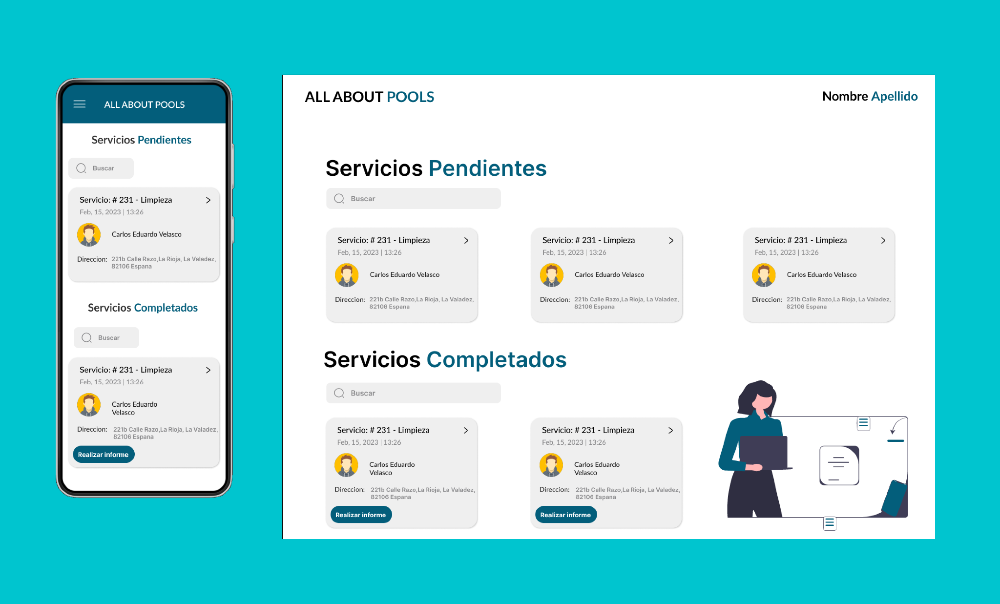 ALL ABOUT POOLS
Servicios Pendientes
Buscar
Servicio: # 231 - Limpieza
Feb, 15, 2023 | 13:26
Carlos Eduardo Velasco
Direccion: 221b Calle Razo,La Rioja, La Valadez,
82106 Espana
Servicios Completados
Buscar
Servicio: # 231 - Limpieza
Feb, 15, 2023 | 13:26
Carlos Eduardo
Velasco
Direccion: 221b Calle Razo,La Rioja, La Valadez,
82106 Espana
Realizar informe
ALL ABOUT POOLS
Nombre Apellido
Servicios Pendientes
Buscar
Servicio: # 231 - Limpieza
Feb, 15, 2023 | 13:26
Carlos Eduardo Velasco
Direccion: 221b Calle Razo,La Rioja, La Valadez,
82106 Espana
Servicio: # 231 - Limpieza
Feb, 15, 2023 | 13:26
Carlos Eduardo Velasco
Direccion: 221b Calle Razo,La Rioja, La Valadez,
82106 Espana
Servicio: # 231 - Limpieza
Feb, 15, 2023 | 13:26
Carlos Eduardo Velasco
Direccion: 221b Calle Razo,La Rioja, La Valadez,
82106 Espana
Servicios Completados
Buscar
Servicio: # 231 - Limpieza
Feb, 15, 2023 | 13:26
Carlos Eduardo
Velasco
Direccion: 221b Calle Razo,La Rioja, La Valadez,
82106 Espana
Realizar informe
Servicio: # 231 - Limpieza
Feb, 15, 2023 | 13:26
Carlos Eduardo
Velasco
Direccion: 221b Calle Razo,La Rioja, La Valadez,
82106 Espana
Realizar informe